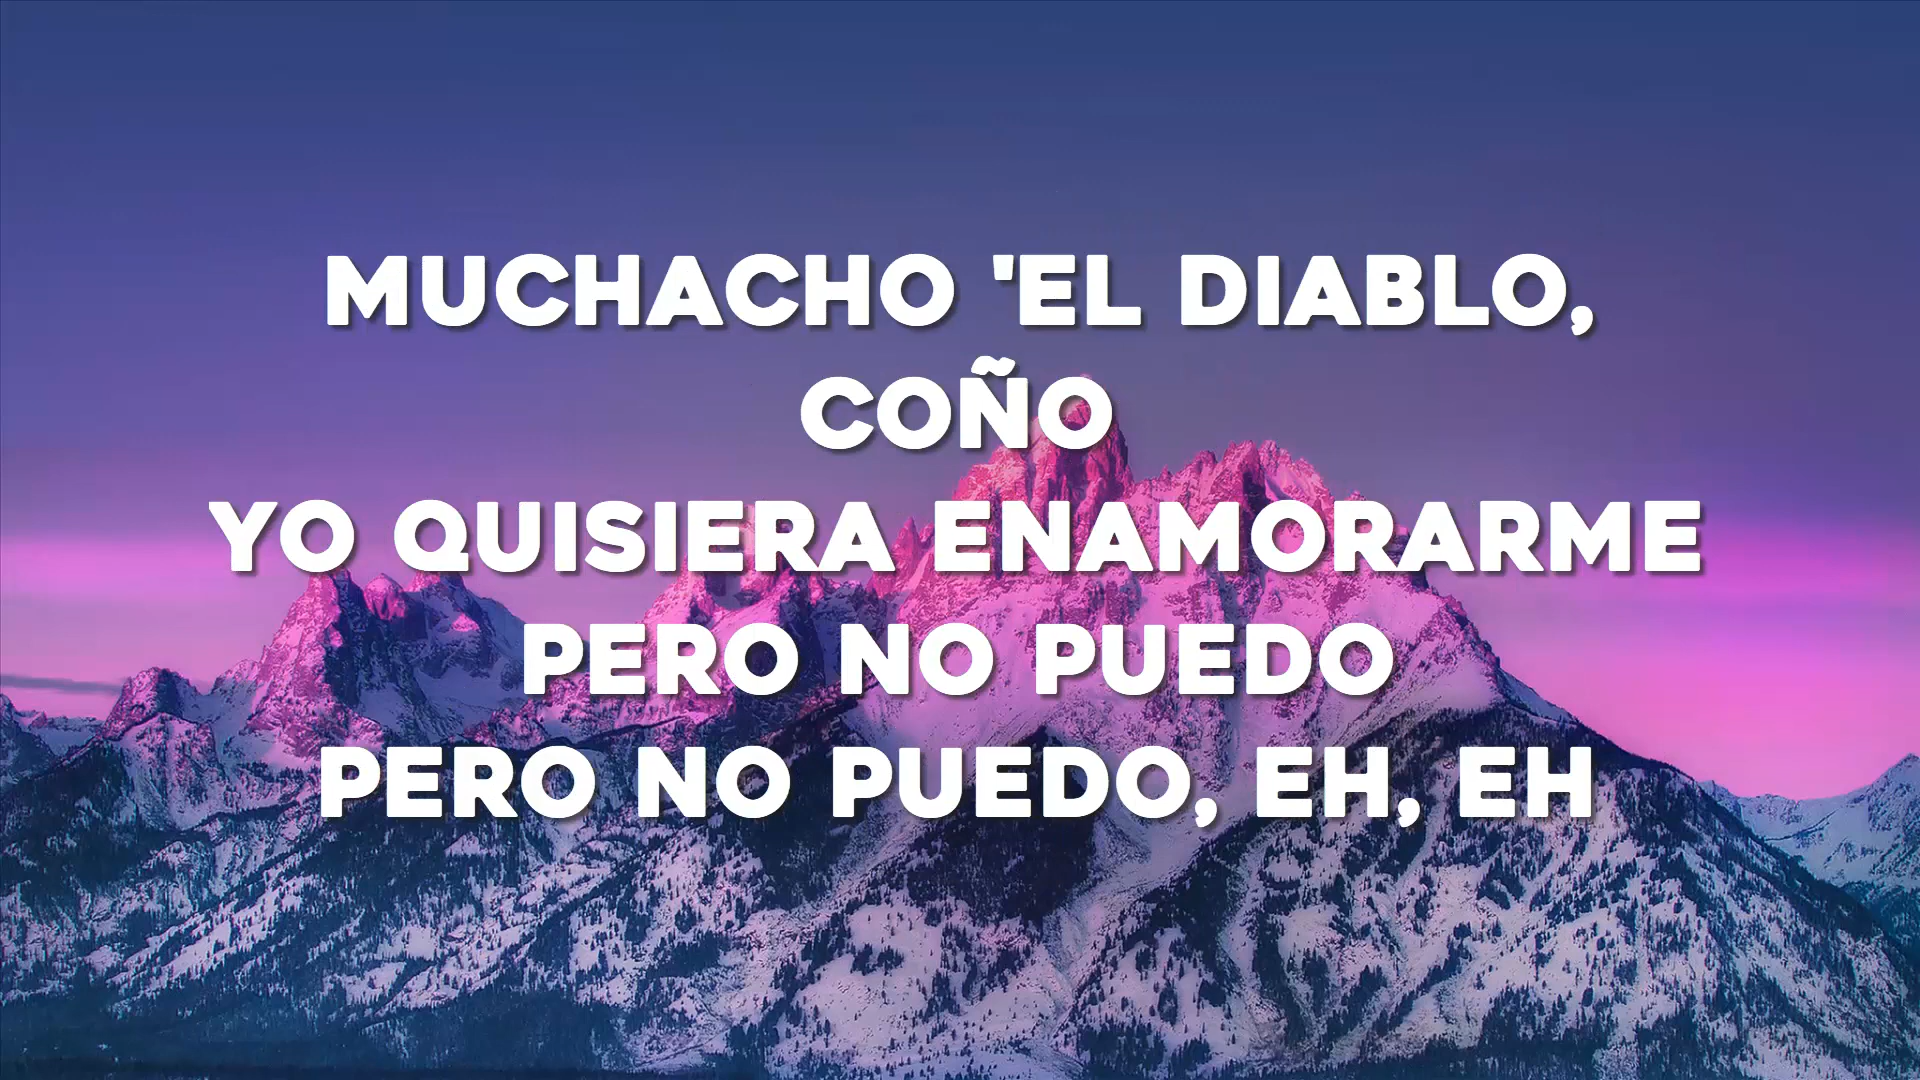 MUCHACHO 'EL DIABLO,
COÑO
YO QUISIERA ENAMORARME
PERO NO PUEDO
PERO NO PUEDO, EH, EH